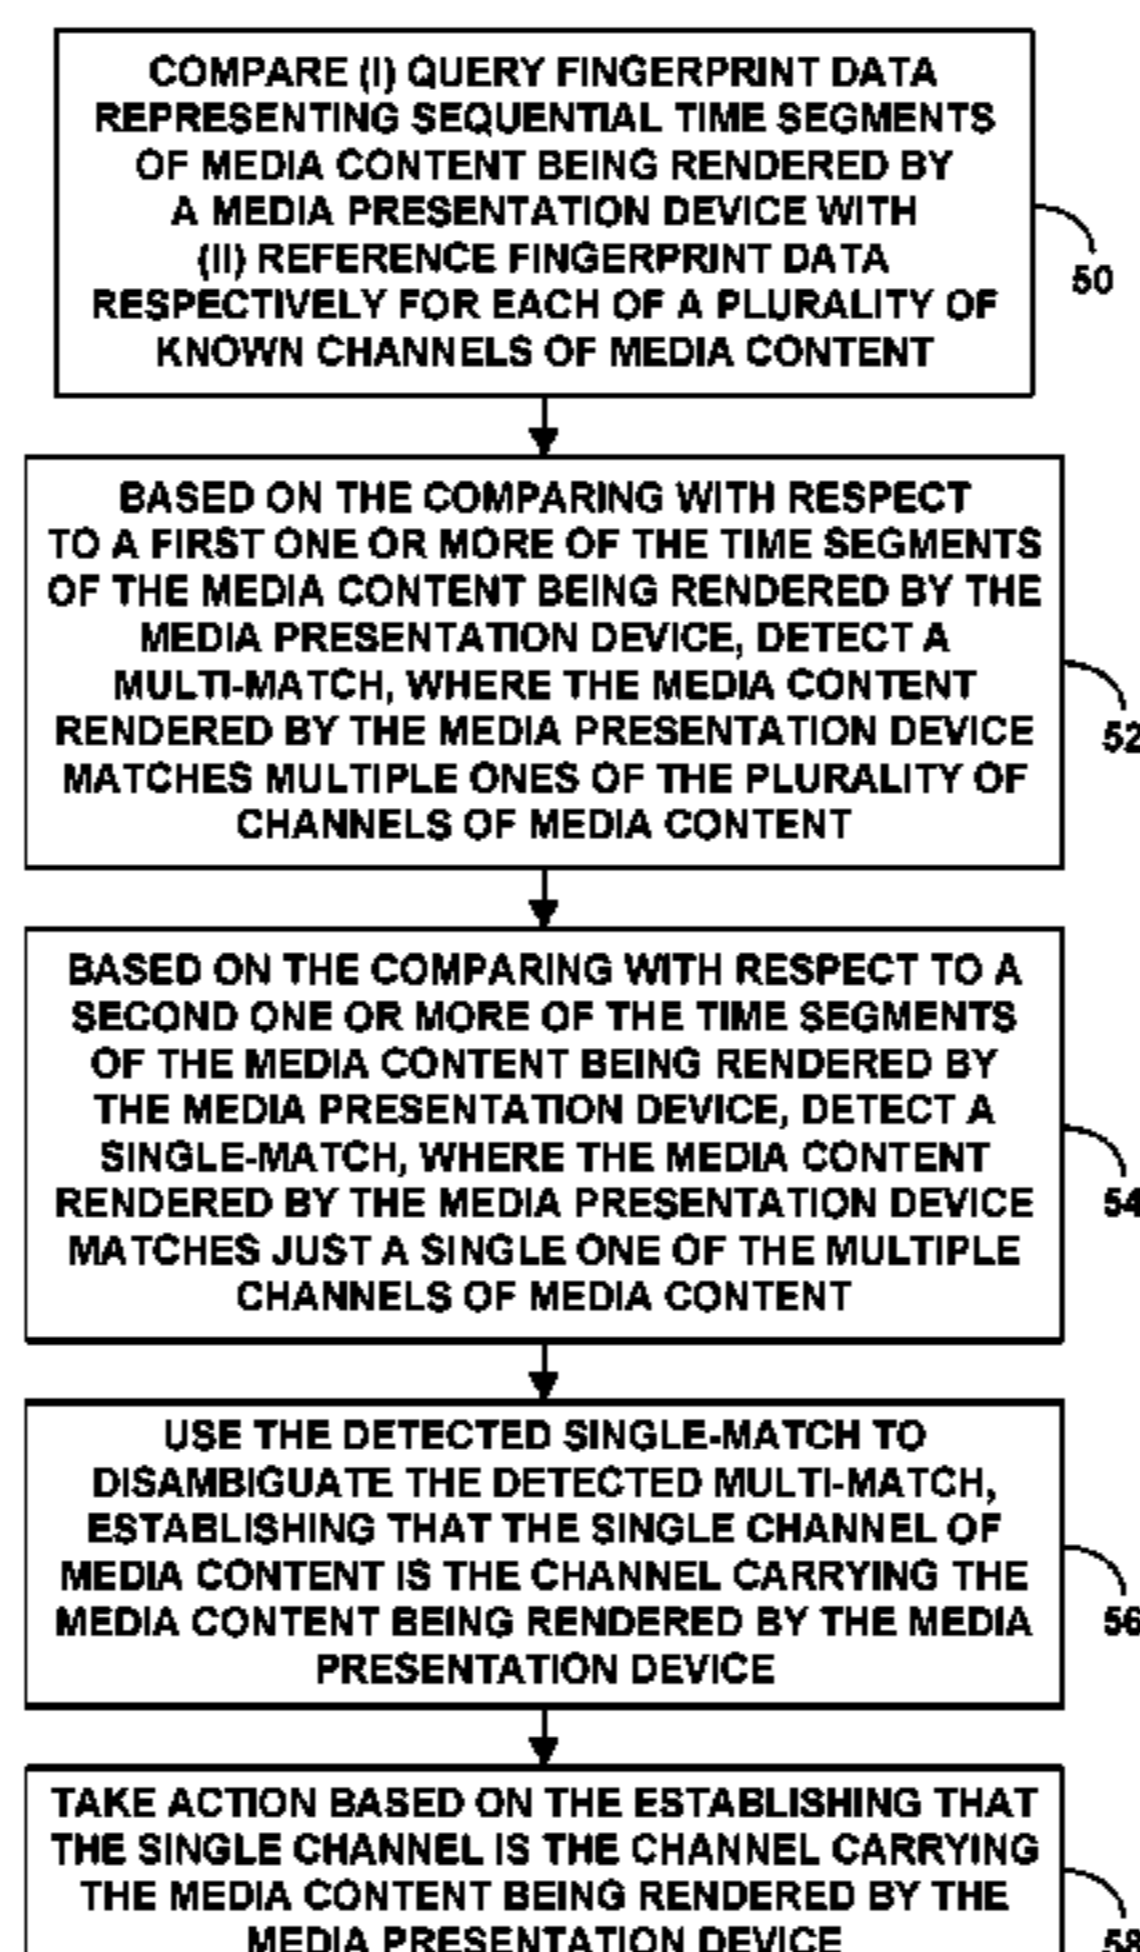 COMPARE (I) QUERY FINGERPRINT DATA
REPRESENTING SEQUENTIAL TIME SEGMENTS
OF MEDIA CONTENT BEING RENDERED BY
A MEDIA PRESENTATION DEVICE WITH
(II) REFERENCE FINGERPRINT DATA
RESPECTIVELY FOR EACH OF A PLURALITY OF
KNOWN CHANNELS OF MEDIA CONTENT
50
BASED ON THE COMPARING WITH RESPECT
TO A FIRST ONE OR MORE OF THE TIME SEGMENTS
OF THE MEDIA CONTENT BEING RENDERED BY THE
MEDIA PRESENTATION DEVICE, DETECT A
MULTI-MATCH, WHERE THE MEDIA CONTENT
RENDERED BY THE MEDIA PRESENTATION DEVICE
MATCHES MULTIPLE ONES OF THE PLURALITY OF
CHANNELS OF MEDIA CONTENT
52
BASED ON THE COMPARING WITH RESPECT TO A
SECOND ONE OR MORE OF THE TIME SEGMENTS
OF THE MEDIA CONTENT BEING RENDERED BY
THE MEDIA PRESENTATION DEVICE, DETECT A
SINGLE-MATCH, WHERE THE MEDIA CONTENT
RENDERED BY THE MEDIA PRESENTATION DEVICE
MATCHES JUST A SINGLE ONE OF THE MULTIPLE
CHANNELS OF MEDIA CONTENT
54
USE THE DETECTED SINGLE-MATCH TO
DISAMBIGUATE THE DETECTED MULTI-MATCH,
ESTABLISHING THAT THE SINGLE CHANNEL OF
MEDIA CONTENT IS THE CHANNEL CARRYING THE
MEDIA CONTENT BEING RENDERED BY THE MEDIA
PRESENTATION DEVICE
56
TAKE ACTION BASED ON THE ESTABLISHING THAT
THE SINGLE CHANNEL IS THE CHANNEL CARRYING
THE MEDIA CONTENT BEING RENDERED BY THE
MEDIA PRESENTATION DEVICE
58